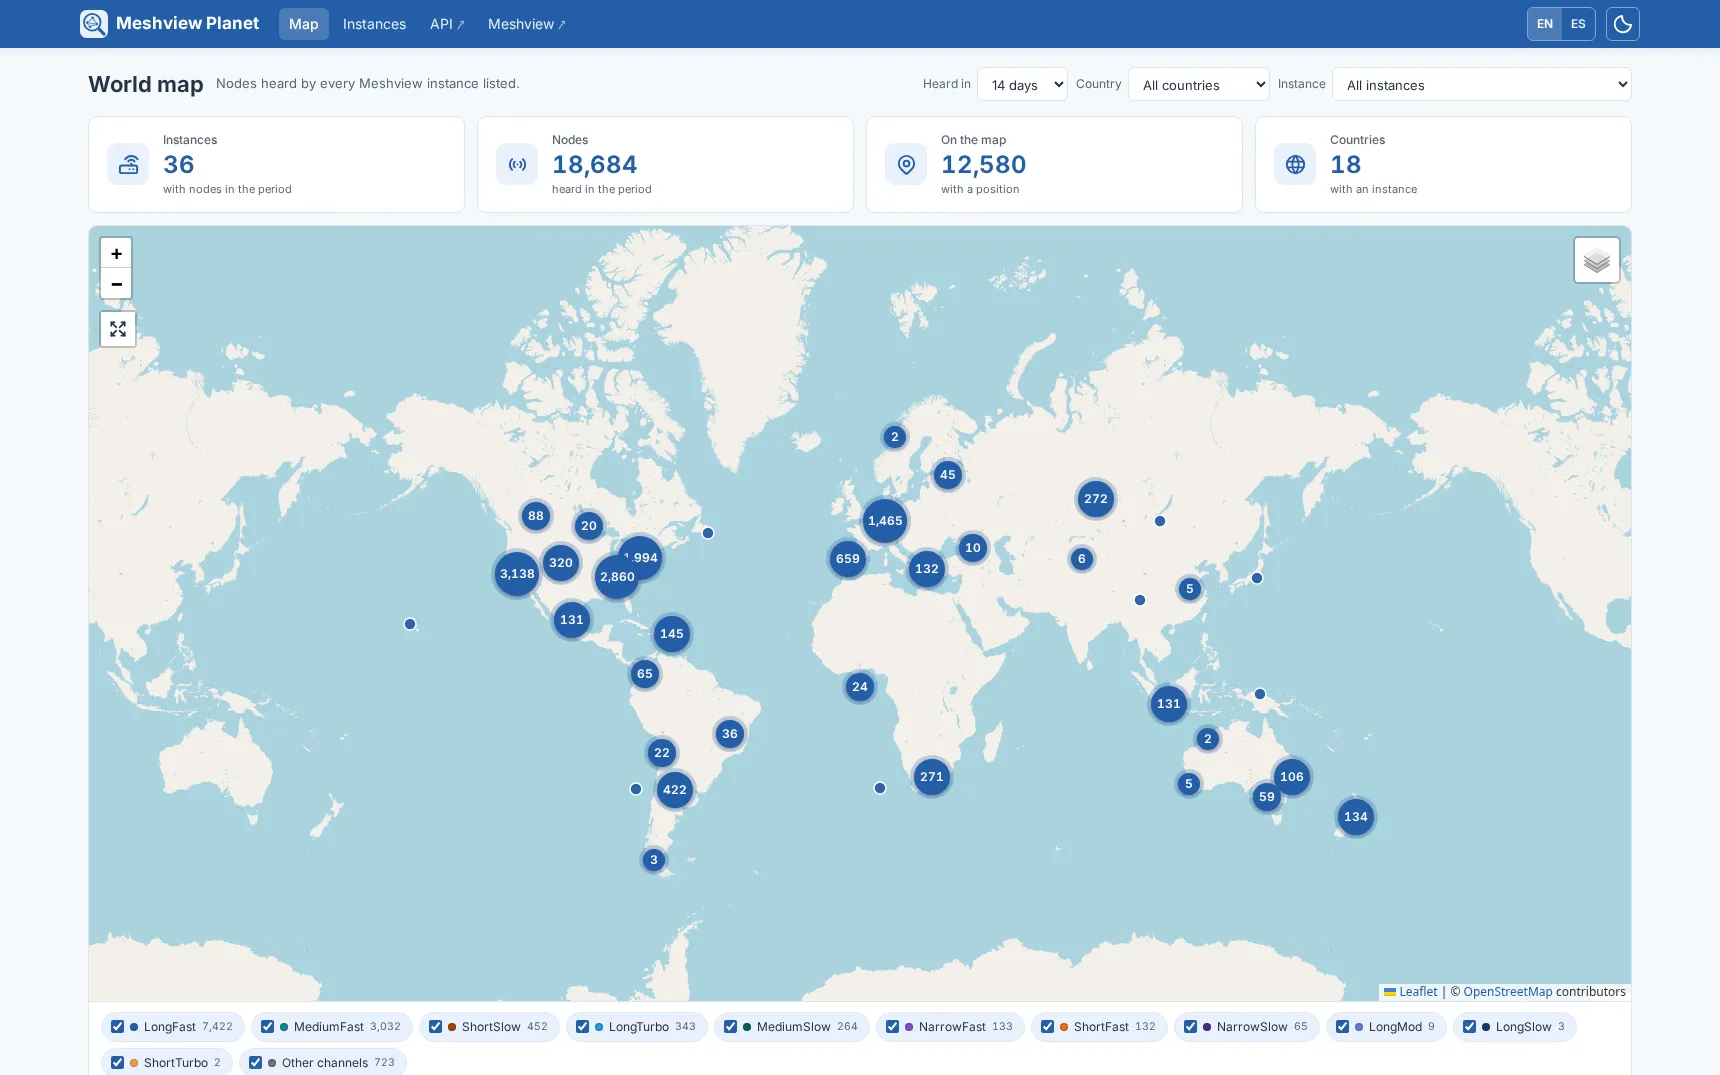 Meshview Planet Map Instances API ↗ Meshview ↗ EN ES
World map Nodes heard by every Meshview instance listed. Heard in 14 days Country All countries Instance All instances
Instances
36
with nodes in the period
Nodes
18,684
heard in the period
On the map
12,580
with a position
Countries
18
with an instance
+
−
2
45
272
88
20
1,465
1,994
10
320
659
6
3,138
2,860
132
5
131
145
65
24
131
36
2
22
271
106
5
422
59
134
3
Leaflet | © OpenStreetMap contributors
LongFast 7,422 MediumFast 3,032 ShortSlow 452 LongTurbo 343 MediumSlow 264 NarrowFast 133 ShortFast 132 NarrowSlow 65 LongMod 9 LongSlow 3
ShortTurbo 2 Other channels 723